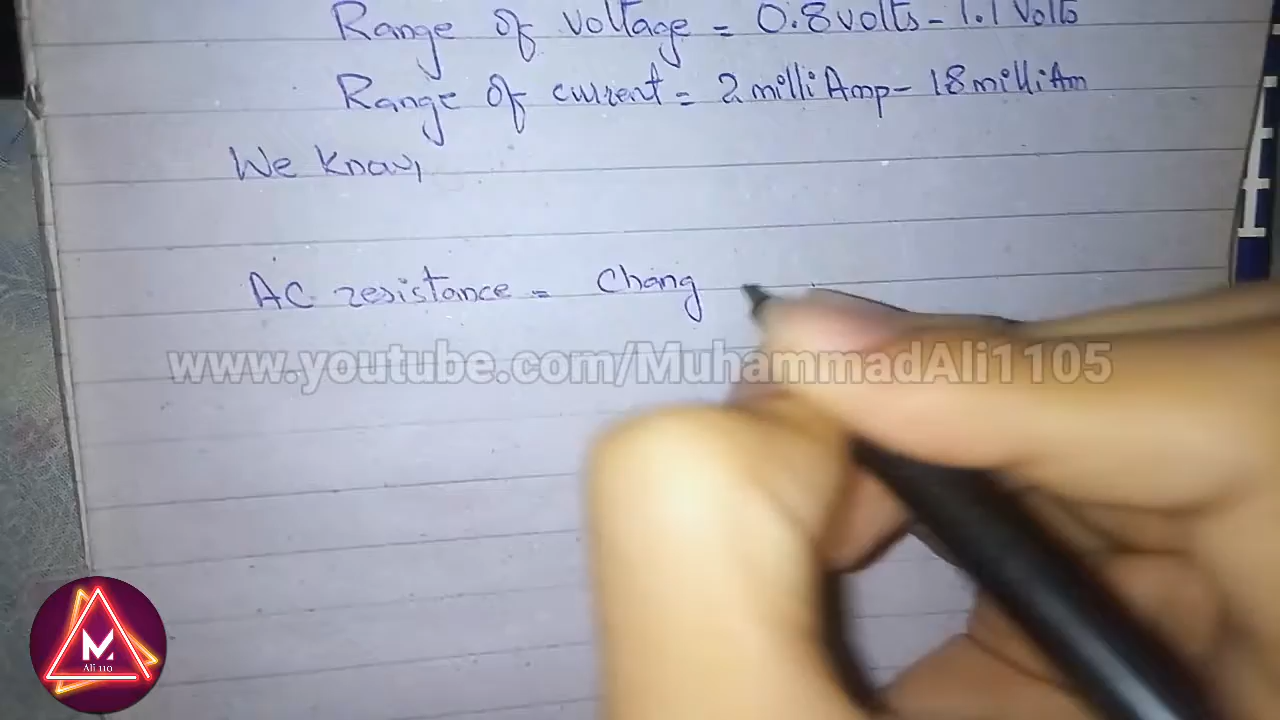 Range of voltage = 0.8 volts - 1.1 Volts
Range of current = 2 milli Amp - 18 milli Am
We Know,
AC resistance = Chang
www.youtube.com/MuhammadAli1105
M
Ali 110